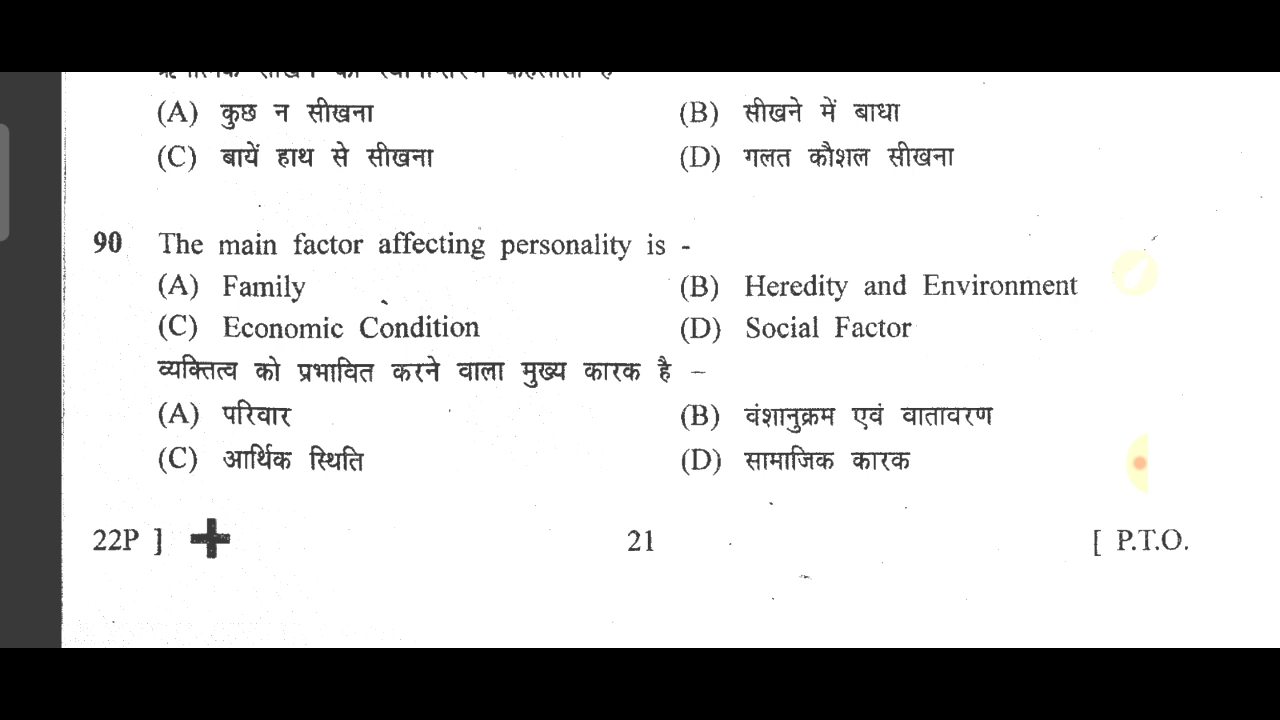 (A) कुछ न सीखना (B) सीखने में बाधा
(C) बायें हाथ से सीखना (D) गलत कौशल सीखना
90 The main factor affecting personality is -
(A) Family (B) Heredity and Environment
(C) Economic Condition (D) Social Factor
व्यक्तित्व को प्रभावित करने वाला मुख्य कारक है –
(A) परिवार (B) वंशानुक्रम एवं वातावरण
(C) आर्थिक स्थिति (D) सामाजिक कारक
22P ] 21 [ P.T.O.